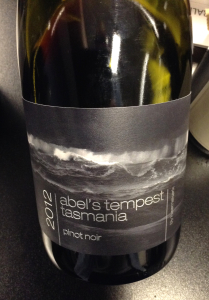 2012
abel's tempest
tasmania
pinot noir